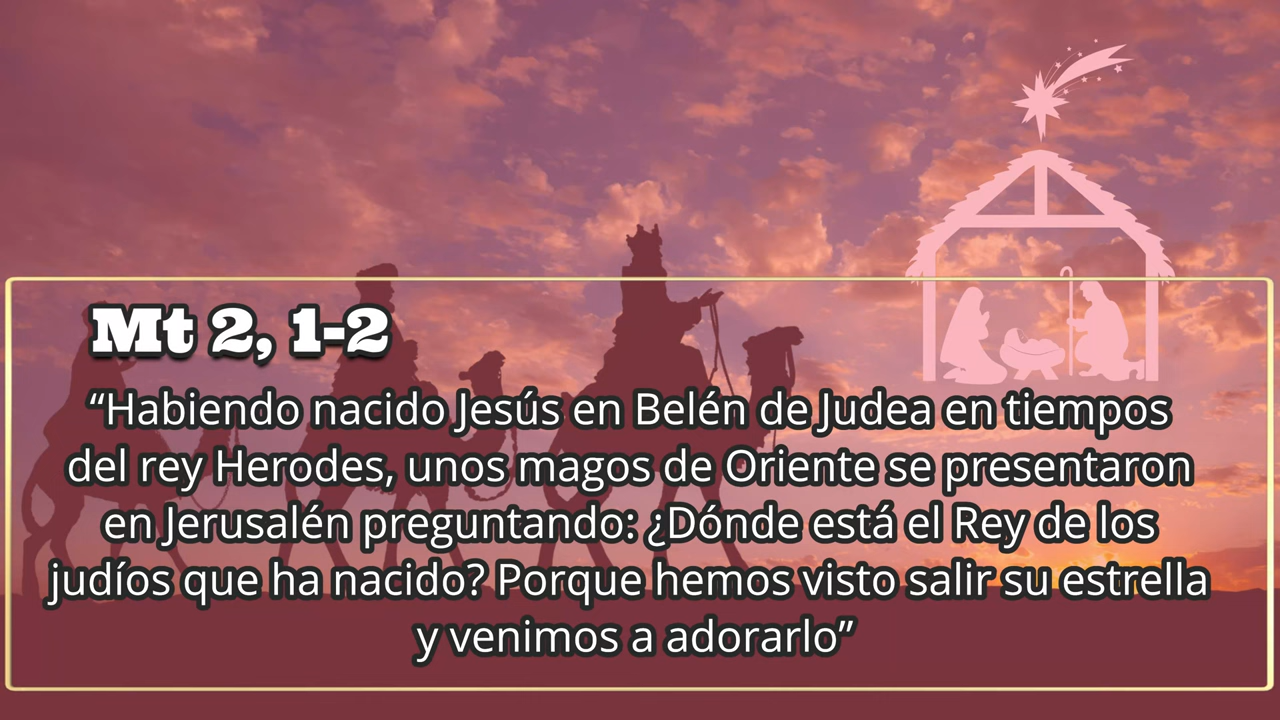 Mt 2, 1-2
“Habiendo nacido Jesús en Belén de Judea en tiempos
del rey Herodes, unos magos de Oriente se presentaron
en Jerusalén preguntando: ¿Dónde está el Rey de los
judíos que ha nacido? Porque hemos visto salir su estrella
y venimos a adorarlo”